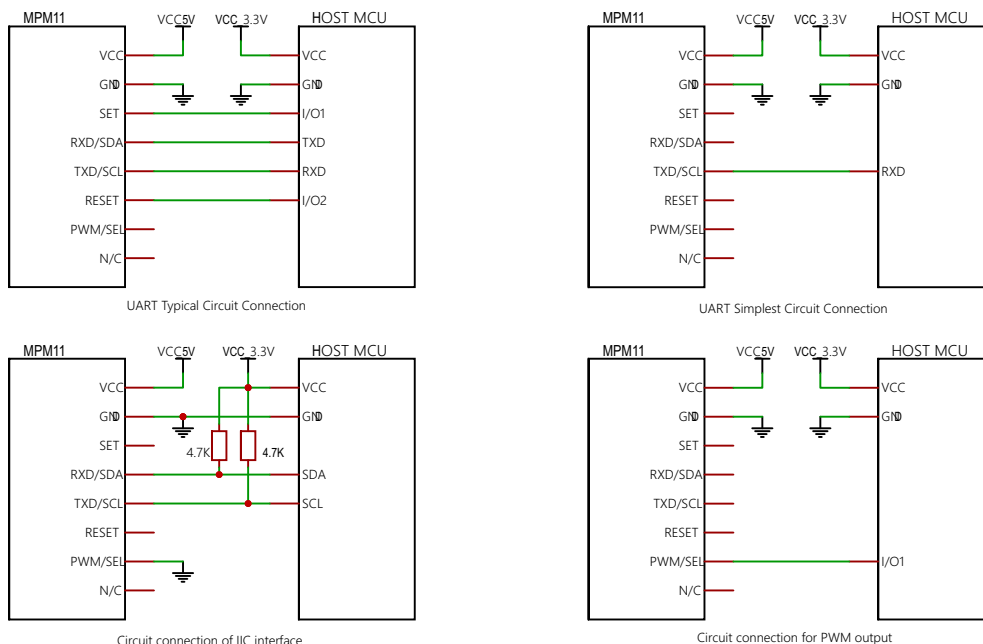 MPM11 VCC5V VCC_3.3V HOST MCU
VCC VCC
GND GND
SET I/O1
RXD/SDA TXD
TXD/SCL RXD
RESET I/O2
PWM/SEL
N/C
UART Typical Circuit Connection
MPM11 VCC5V VCC_3.3V HOST MCU
VCC VCC
GND GND
SET
RXD/SDA
TXD/SCL RXD
RESET
PWM/SEL
N/C
UART Simplest Circuit Connection
MPM11 VCC5V VCC_3.3V HOST MCU
VCC VCC
GND GND
SET 4.7K 4.7K
RXD/SDA SDA
TXD/SCL SCL
RESET
PWM/SEL
N/C
Circuit connection of IIC interface
MPM11 VCC5V VCC_3.3V HOST MCU
VCC VCC
GND GND
SET
RXD/SDA
TXD/SCL
RESET
PWM/SEL I/O1
N/C
Circuit connection for PWM output